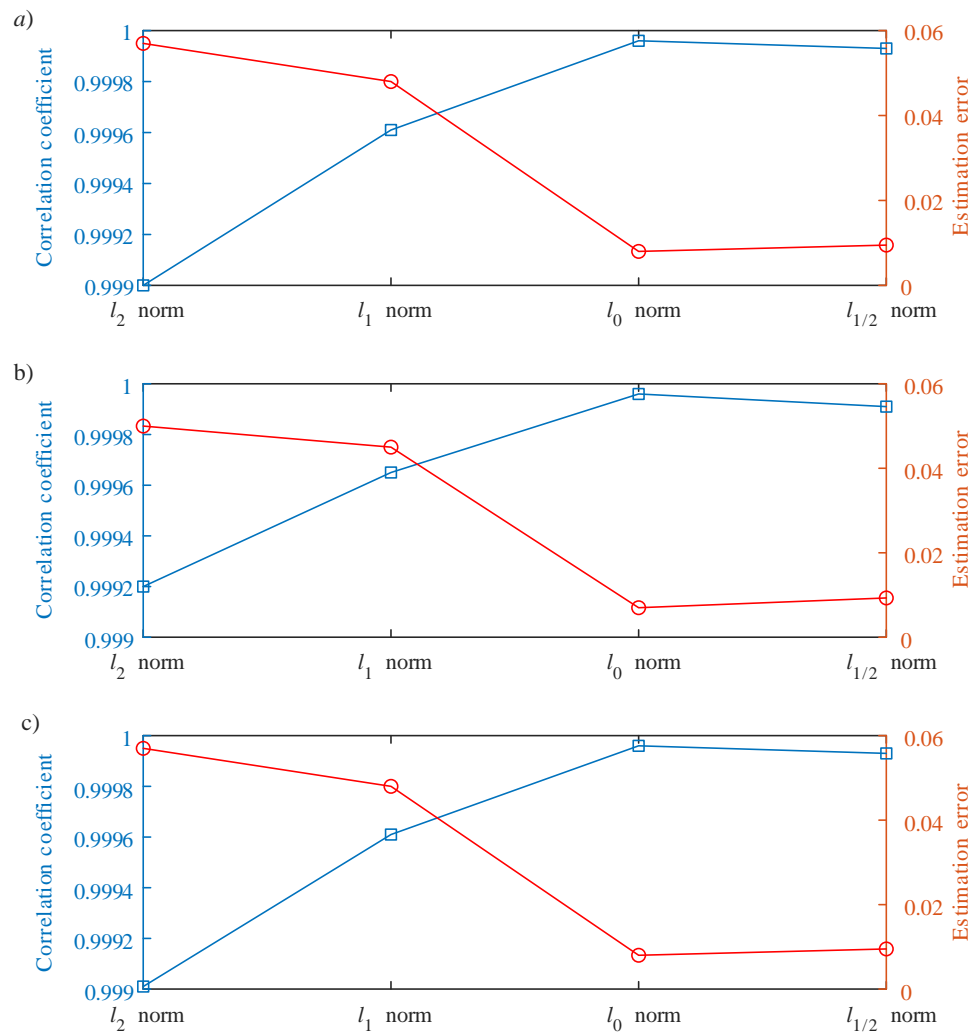 a)
Correlation coefficient
1
0.9998
0.9996
0.9994
0.9992
0.999
0.06
0.04
0.02
0
Estimation error
l2 norm
l1 norm
l0 norm
l1/2 norm
b)
Correlation coefficient
1
0.9998
0.9996
0.9994
0.9992
0.999
0.06
0.04
0.02
0
Estimation error
l2 norm
l1 norm
l0 norm
l1/2 norm
c)
Correlation coefficient
1
0.9998
0.9996
0.9994
0.9992
0.999
0.06
0.04
0.02
0
Estimation error
l2 norm
l1 norm
l0 norm
l1/2 norm